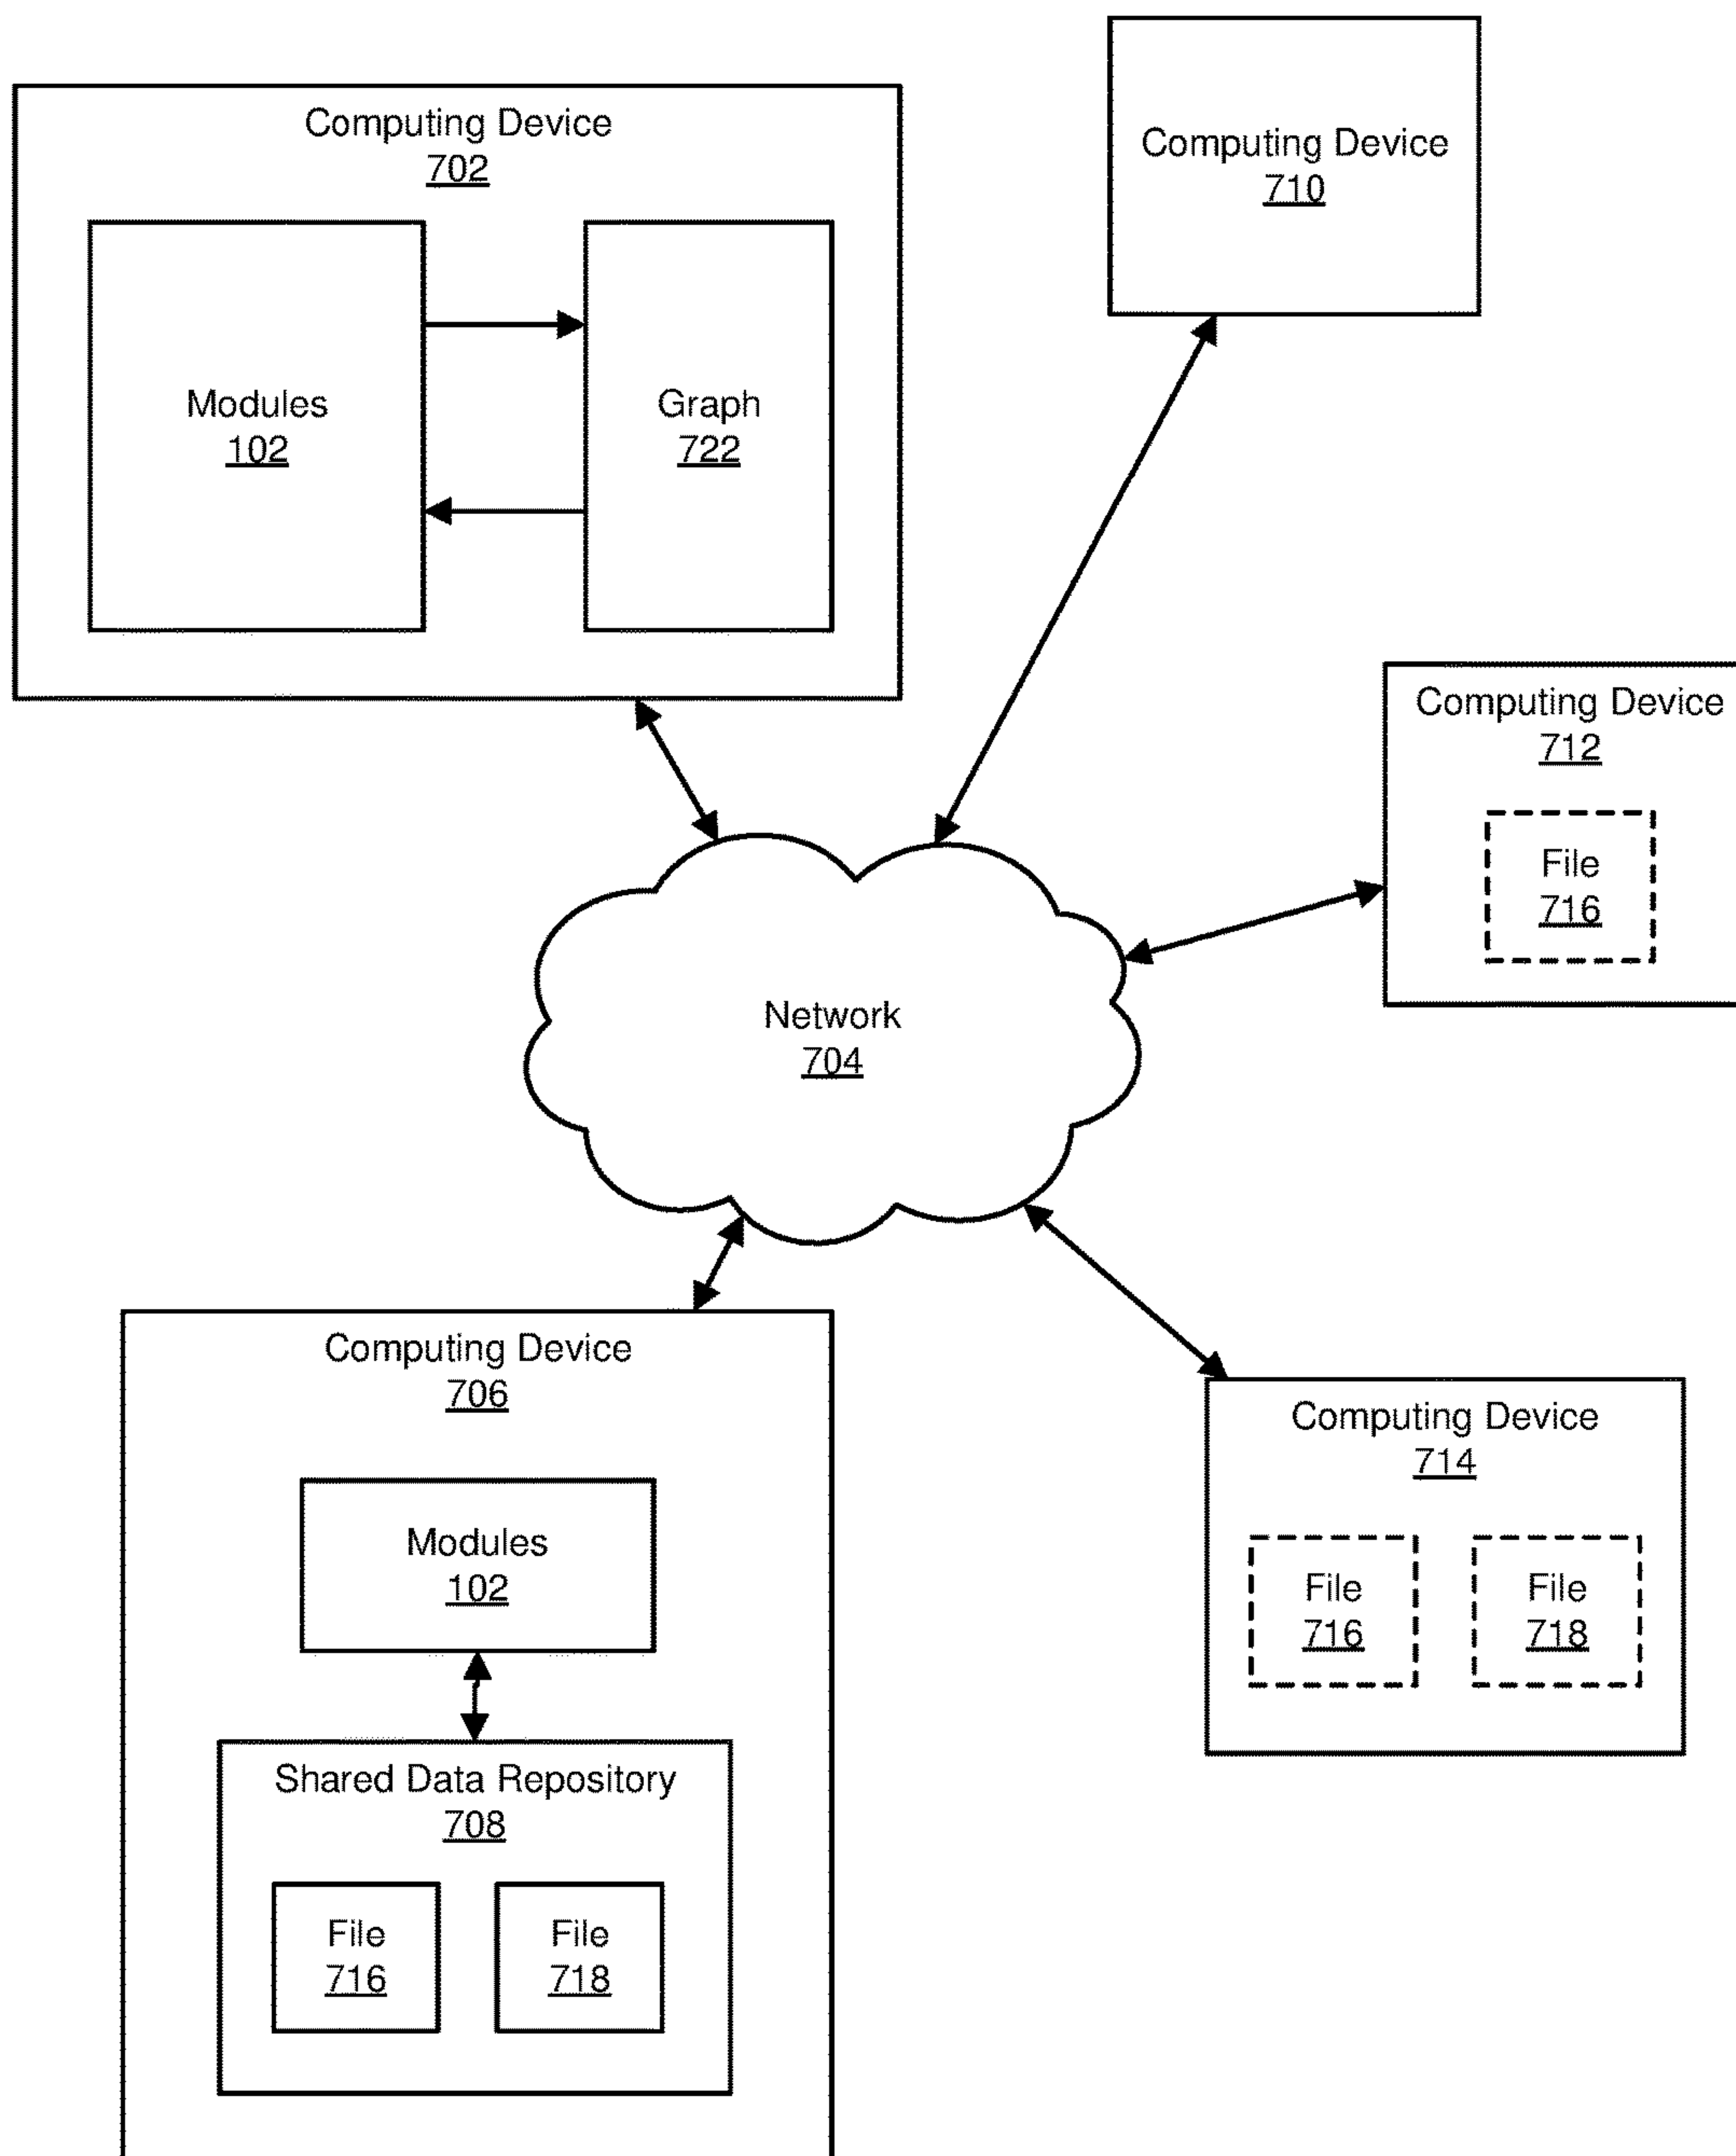 Computing Device
702
Modules
102
Graph
722
Computing Device
710
Computing Device
712
File
716
Network
704
Computing Device
706
Modules
102
Shared Data Repository
708
File
716
File
718
Computing Device
714
File
716
File
718